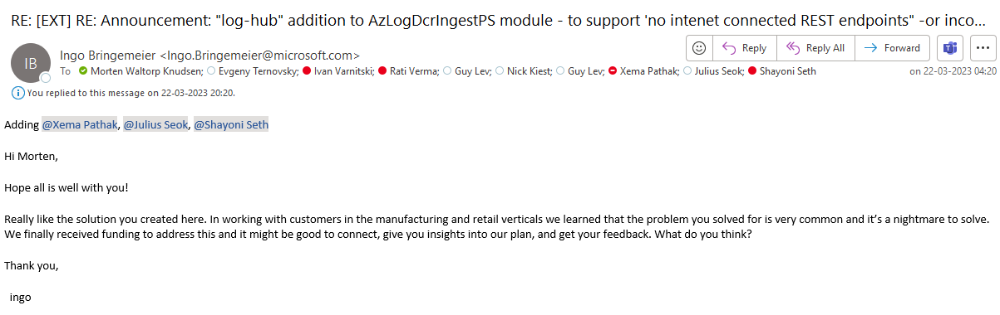 RE: [EXT] RE: Announcement: "log-hub" addition to AzLogDcrIngestPS module - to support 'no intenet connected REST endpoints" -or inco...
IB
Ingo Bringemeier <Ingo.Bringemeier@microsoft.com>
Reply
Reply All
Forward
To Morten Waltorp Knudsen; Evgeny Ternovsky; Ivan Varnitski; Rati Verma; Guy Lev; Nick Kiest; Guy Lev; Xema Pathak; Julius Seok; Shayoni Seth
on 22-03-2023 04:20
You replied to this message on 22-03-2023 20:20.
Adding @Xema Pathak, @Julius Seok, @Shayoni Seth
Hi Morten,
Hope all is well with you!
Really like the solution you created here. In working with customers in the manufacturing and retail verticals we learned that the problem you solved for is very common and it's a nightmare to solve.
We finally received funding to address this and it might be good to connect, give you insights into our plan, and get your feedback. What do you think?
Thank you,
ingo